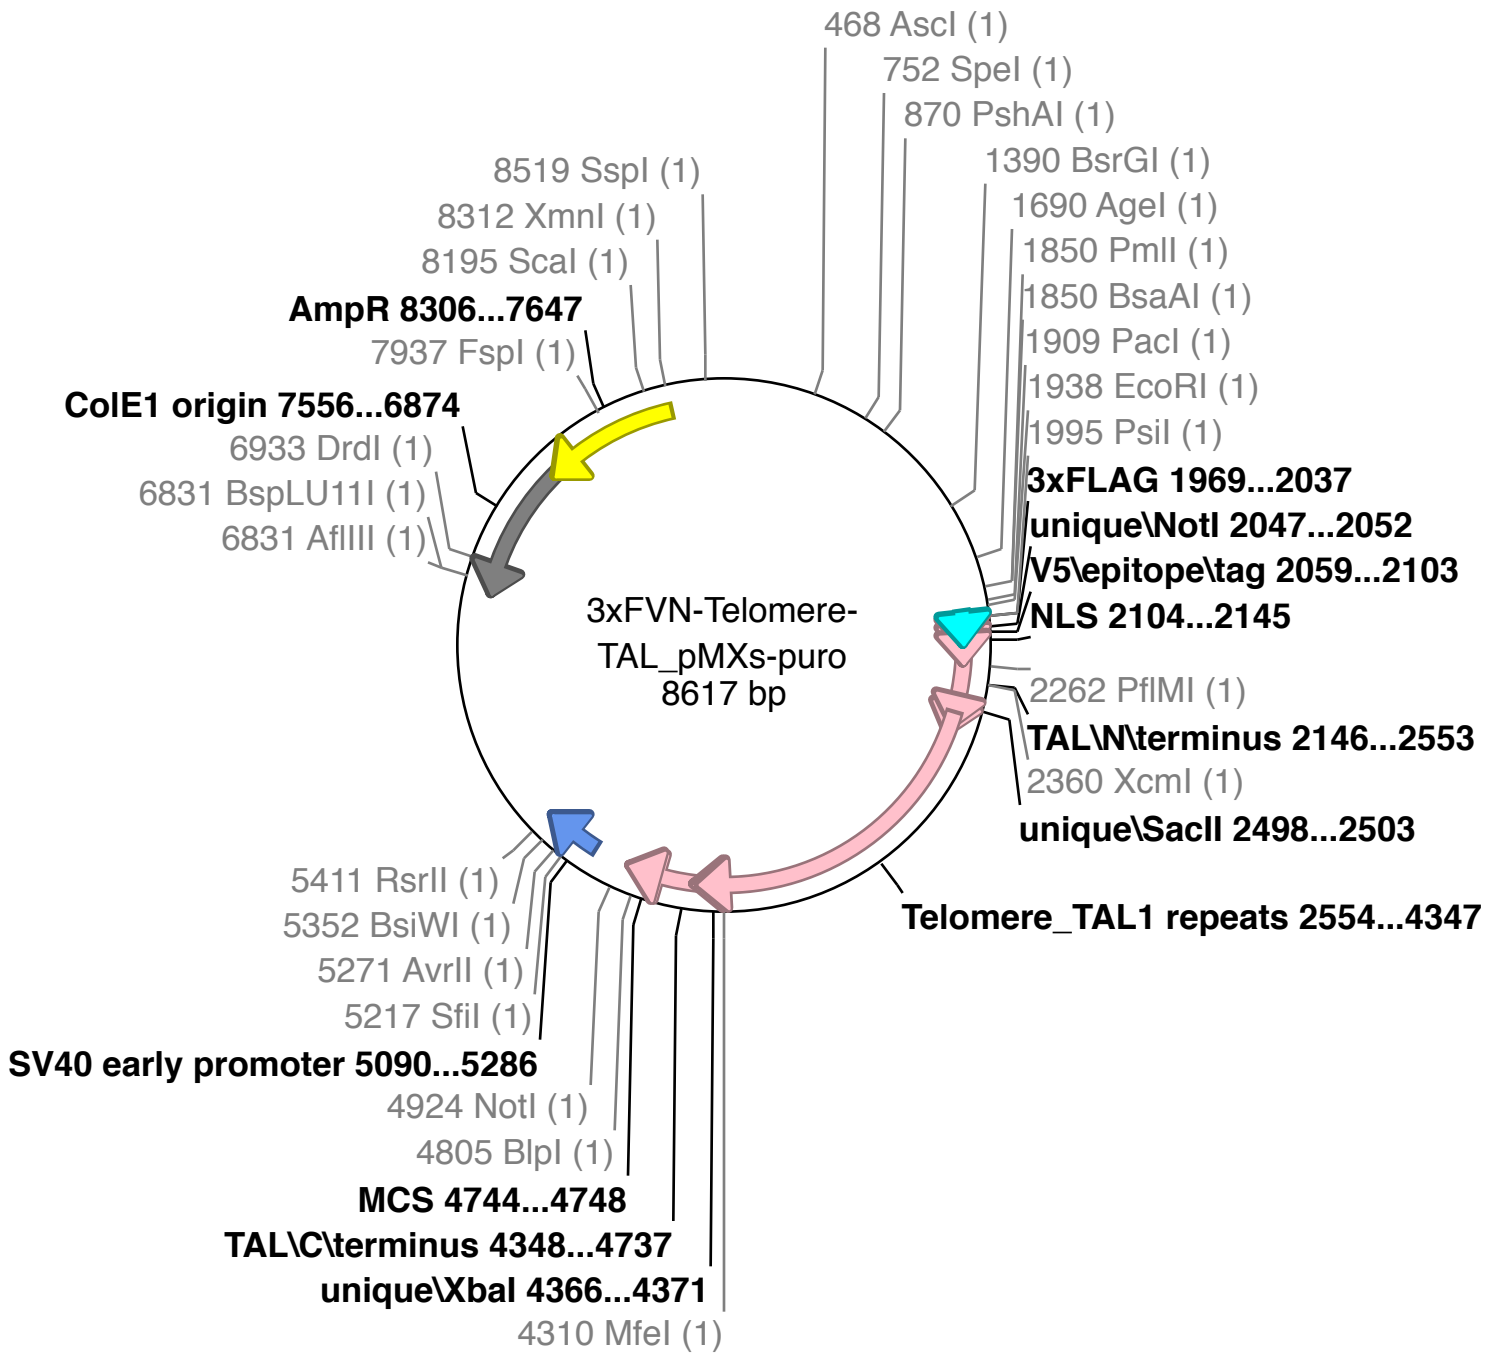 468 AscI (1)
752 SpeI (1)
870 PshAI (1)
1390 BsrGI (1)
1690 AgeI (1)
1850 PmlI (1)
1850 BsaAI (1)
1909 PacI (1)
1938 EcoRI (1)
1995 PsiI (1)
3xFLAG 1969...2037
unique\NotI 2047...2052
V5\epitope\tag 2059...2103
NLS 2104...2145
2262 PflMI (1)
TAL\N\terminus 2146...2553
2360 XcmI (1)
unique\SacII 2498...2503
Telomere_TAL1 repeats 2554...4347
8519 SspI (1)
8312 XmnI (1)
8195 ScaI (1)
AmpR 8306...7647
7937 FspI (1)
ColE1 origin 7556...6874
6933 DrdI (1)
6831 BspLU11I (1)
6831 AflIII (1)
3xFVN-Telomere-
TAL_pMXs-puro
8617 bp
5411 RsrII (1)
5352 BsiWI (1)
5271 AvrII (1)
5217 SfiI (1)
SV40 early promoter 5090...5286
4924 NotI (1)
4805 BlpI (1)
MCS 4744...4748
TAL\C\terminus 4348...4737
unique\XbaI 4366...4371
4310 MfeI (1)